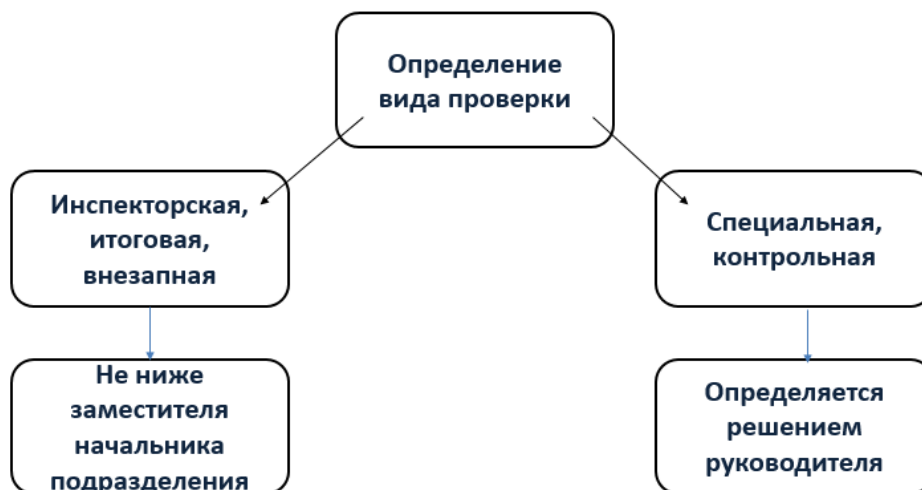 Определение
вида проверки
Инспекторская,
итоговая,
внезапная
Специальная,
контрольная
Не ниже
заместителя
начальника
подразделения
Определяется
решением
руководителя